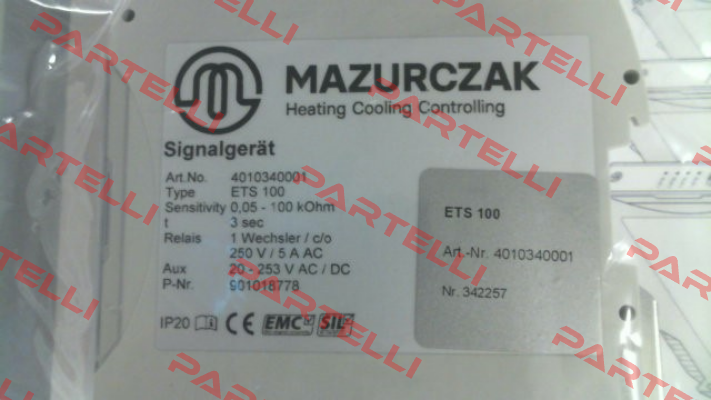 MAZURCZAK
Heating Cooling Controlling
Signalgerät
Art.No. 4010340001
Type ETS 100
Sensitivity 0,05 - 100 kOhm
t 3 sec
Relais 1 Wechsler / c/o
250 V / 5 A AC
Aux 20 - 253 V AC / DC
P-Nr. 901018778
IP20 CE EMC SIL
ETS 100
Art.-Nr. 4010340001
Nr. 342257
PARTELLI
PARTELLI
PARTELLI
PARTELLI
PARTELLI
PARTELLI
PARTELLI